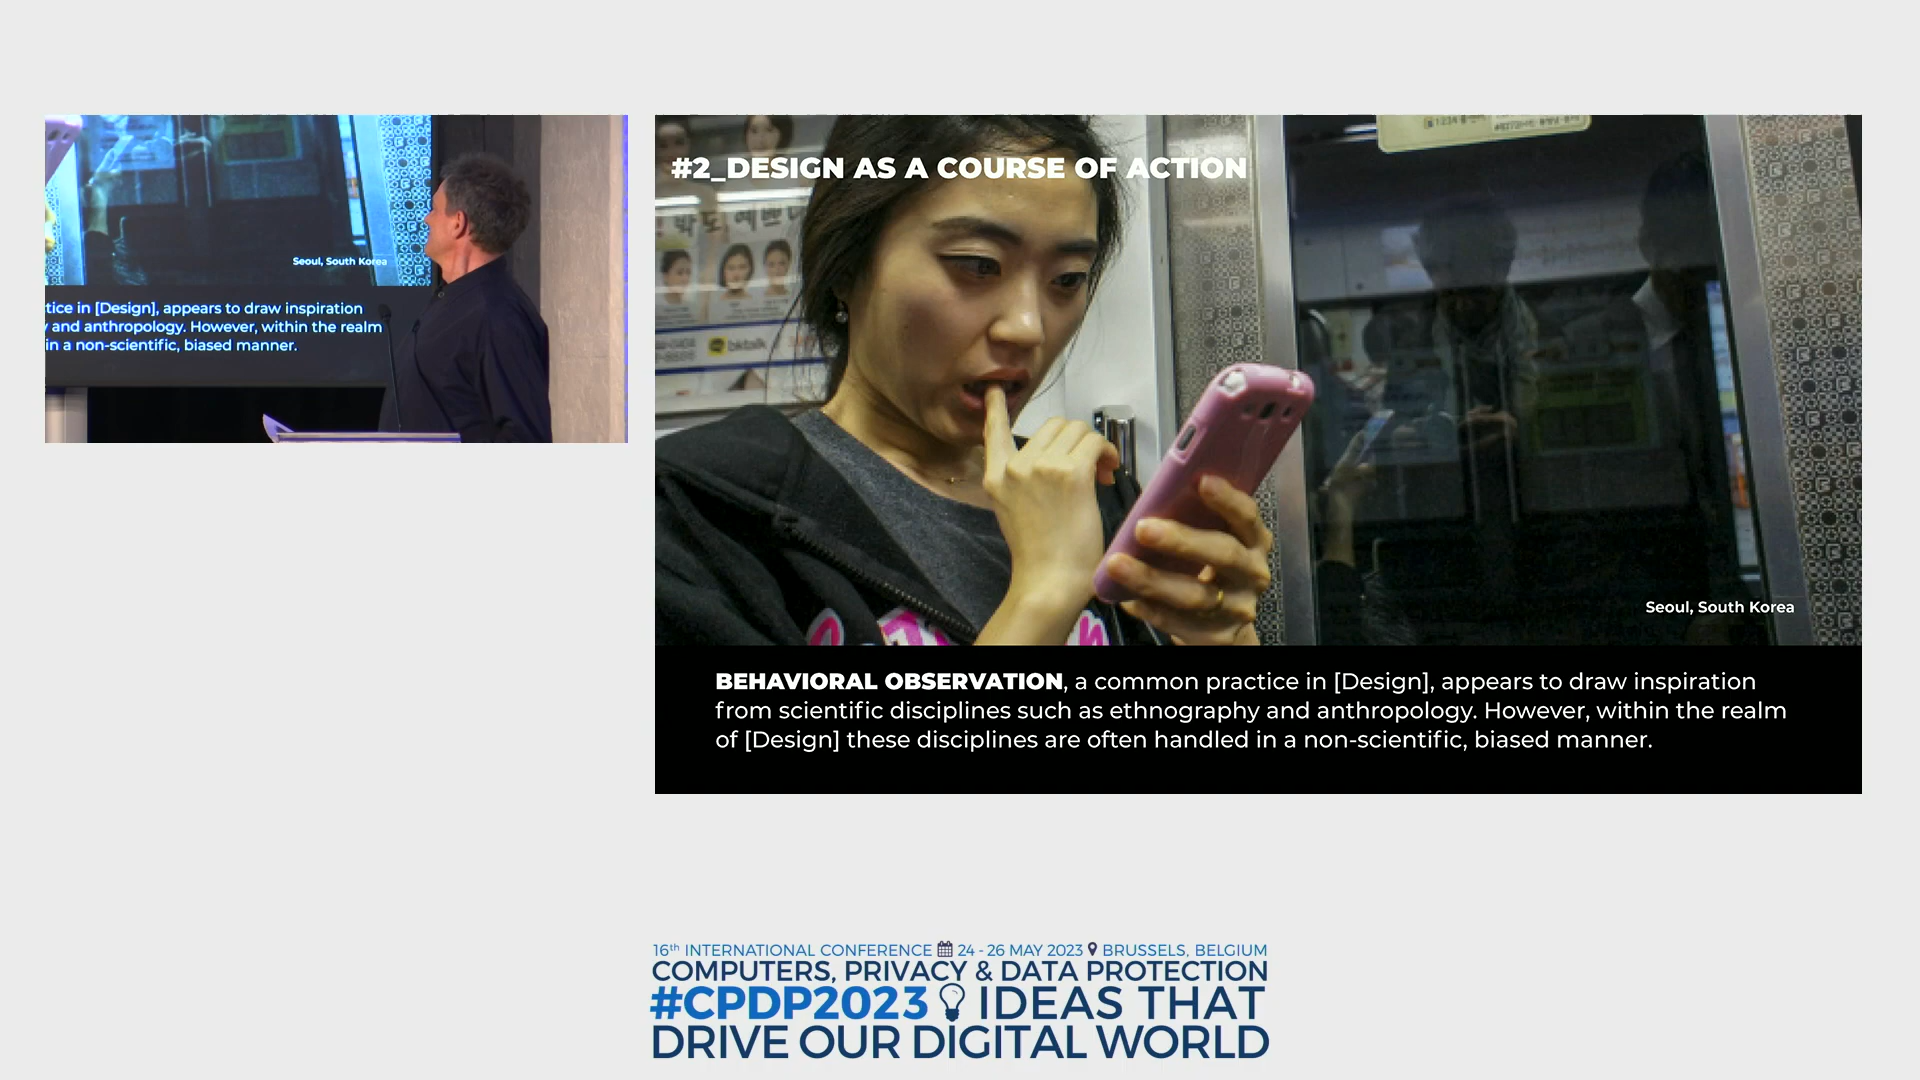 Seoul, South Korea
tice in [Design], appears to draw inspiration
y and anthropology. However, within the realm
in a non-scientific, biased manner.
#2_DESIGN AS A COURSE OF ACTION
bktalk
Seoul, South Korea
BEHAVIORAL OBSERVATION, a common practice in [Design], appears to draw inspiration
from scientific disciplines such as ethnography and anthropology. However, within the realm
of [Design] these disciplines are often handled in a non-scientific, biased manner.
16th INTERNATIONAL CONFERENCE 24 - 26 MAY 2023 BRUSSELS, BELGIUM
COMPUTERS, PRIVACY & DATA PROTECTION
#CPDP2023 IDEAS THAT
DRIVE OUR DIGITAL WORLD